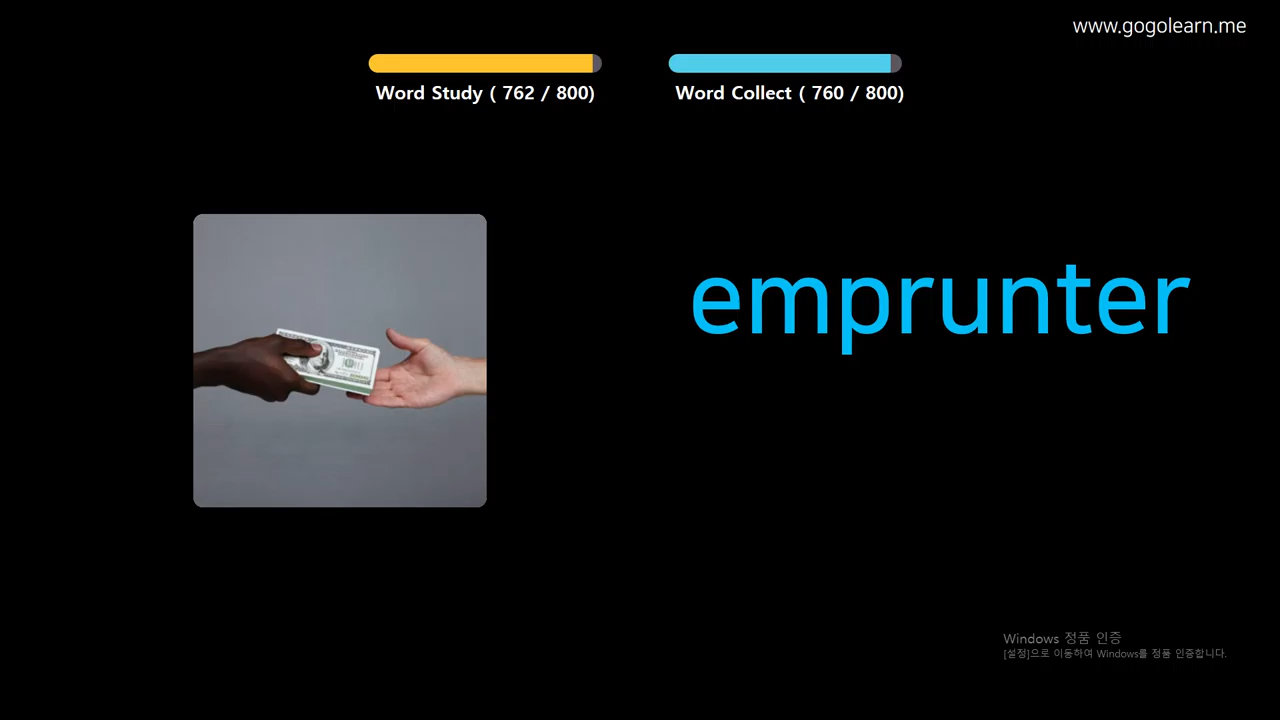 www.gogolearn.me
Word Study ( 762 / 800)
Word Collect ( 760 / 800)
emprunter
Windows 정품 인증
[설정]으로 이동하여 Windows를 정품 인증합니다.